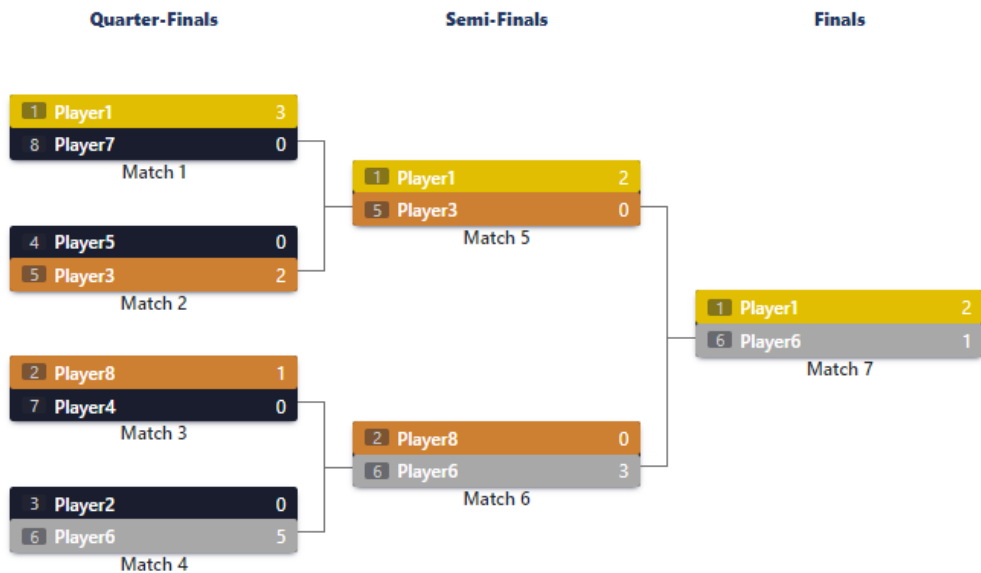 Quarter-Finals Semi-Finals Finals
1 Player1 3
8 Player7 0
Match 1
4 Player5 0
5 Player3 2
Match 2
2 Player8 1
7 Player4 0
Match 3
3 Player2 0
6 Player6 5
Match 4
1 Player1 2
5 Player3 0
Match 5
2 Player8 0
6 Player6 3
Match 6
1 Player1 2
6 Player6 1
Match 7